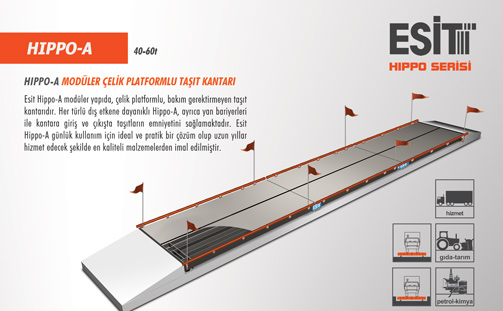 HIPPO-A
40-60t
ESİT
HIPPO SERİSİ
HIPPO-A MODÜLER ÇELİK PLATFORMLU TAŞIT KANTARI
Esit Hippo-A modüler yapıda, çelik platformlu, bakım gerektirmeyen taşıt
kantarıdır. Her türlü dış etkene dayanıklı Hippo-A, ayrıca yan bariyerleri
ile kantara giriş ve çıkışta taşıtların emniyetini sağlamaktadır. Esit
Hippo-A günlük kullanım için ideal ve pratik bir çözüm olup uzun yıllar
hizmet edecek şekilde en kaliteli malzemelerden imal edilmiştir.
hizmet
gıda-tarım
petrol-kimya